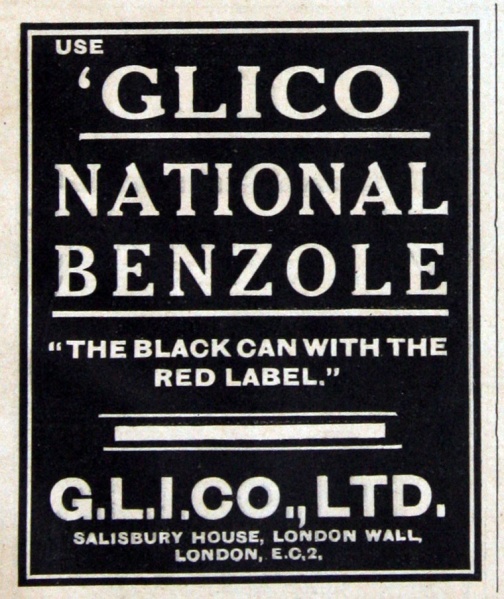 USE
‘GLICO
NATIONAL
BENZOLE
“THE BLACK CAN WITH THE
RED LABEL.”
G.L.I.CO., LTD.
SALISBURY HOUSE, LONDON WALL,
LONDON, E.C,2,